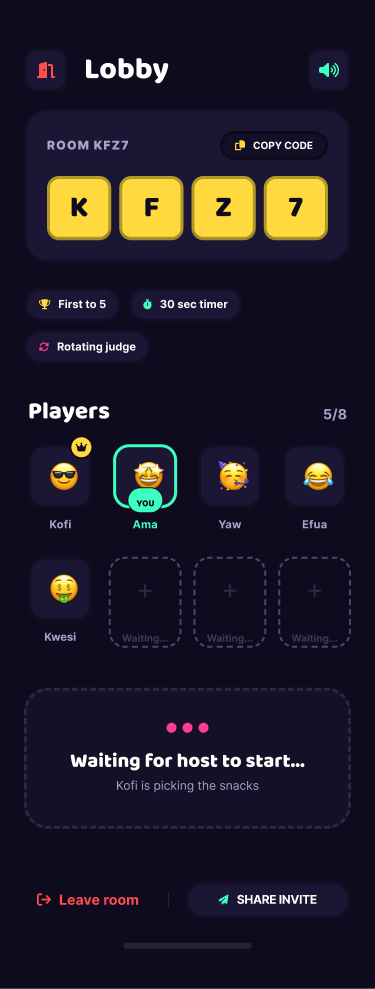 Lobby
ROOM KFZ7
COPY CODE
K F Z 7
First to 5
30 sec timer
Rotating judge
Players
5/8
YOU
Kofi
Ama
Yaw
Efua
Kwesi
Waiting...
Waiting...
Waiting...
Waiting for host to start...
Kofi is picking the snacks
Leave room
SHARE INVITE